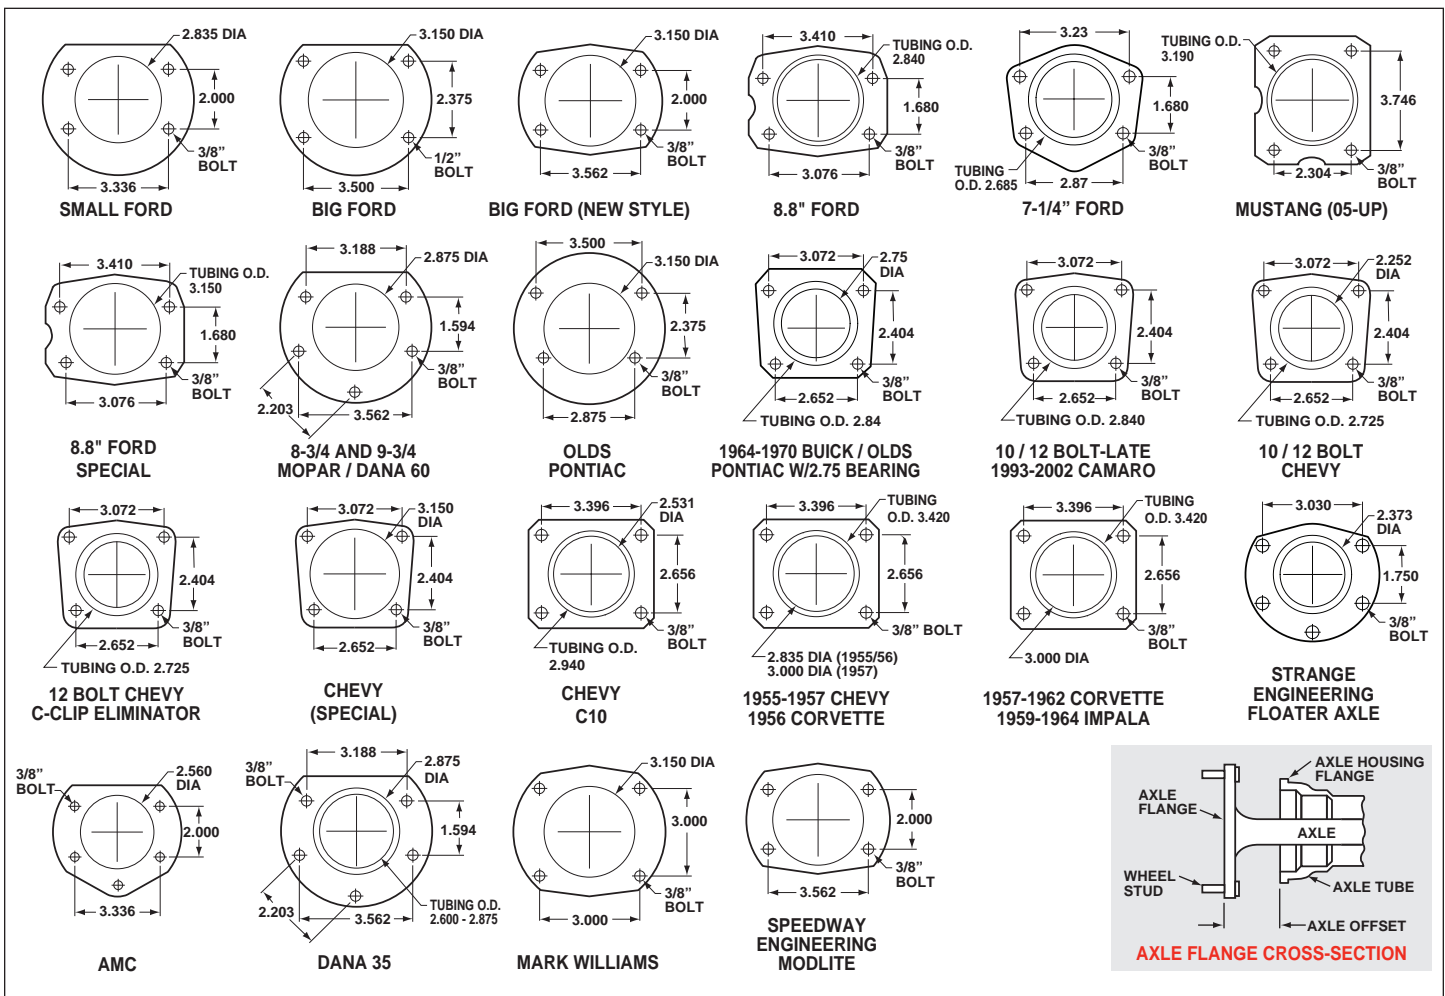 2.835 DIA
2.000
3/8”
BOLT
3.336
SMALL FORD
3.150 DIA
2.375
1/2”
BOLT
3.500
BIG FORD
3.150 DIA
2.000
3/8”
BOLT
3.562
BIG FORD (NEW STYLE)
3.410
TUBING O.D.
2.840
1.680
3/8”
BOLT
3.076
8.8" FORD
3.23
1.680
3/8”
BOLT
TUBING
O.D. 2.685
2.87
7-1/4” FORD
TUBING O.D.
3.190
3.746
3/8”
BOLT
2.304
MUSTANG (05-UP)
3.410
TUBING O.D.
3.150
1.680
3/8”
BOLT
3.076
8.8" FORD
SPECIAL
3.188
2.875 DIA
1.594
3/8”
BOLT
2.203
3.562
8-3/4 AND 9-3/4
MOPAR / DANA 60
3.500
3.150 DIA
2.375
3/8”
BOLT
2.875
OLDS
PONTIAC
3.072
2.75
DIA
2.404
3/8”
BOLT
2.652
TUBING O.D. 2.84
1964-1970 BUICK / OLDS
PONTIAC W/2.75 BEARING
3.072
2.404
3/8”
BOLT
2.652
TUBING O.D. 2.840
10 / 12 BOLT-LATE
1993-2002 CAMARO
3.072
2.252
DIA
2.404
3/8”
BOLT
2.652
TUBING O.D. 2.725
10 / 12 BOLT
CHEVY
3.072
2.404
3/8”
BOLT
2.652
TUBING O.D. 2.725
12 BOLT CHEVY
C-CLIP ELIMINATOR
3.072
3.150
DIA
2.404
3/8”
BOLT
2.652
CHEVY
(SPECIAL)
3.396
2.531
DIA
2.656
3/8”
BOLT
TUBING O.D.
2.940
CHEVY
C10
3.396
TUBING
O.D. 3.420
2.656
3/8” BOLT
2.835 DIA (1955/56)
3.000 DIA (1957)
1955-1957 CHEVY
1956 CORVETTE
3.396
TUBING
O.D. 3.420
2.656
3/8”
BOLT
3.000 DIA
1957-1962 CORVETTE
1959-1964 IMPALA
3.030
2.373
DIA
1.750
3/8”
BOLT
STRANGE
ENGINEERING
FLOATER AXLE
3/8”
BOLT
2.560
DIA
2.000
3.336
AMC
3/8”
BOLT
3.188
2.875
DIA
1.594
2.203
3.562
TUBING O.D.
2.600 - 2.875
DANA 35
3.150 DIA
3.000
3/8”
BOLT
3.000
MARK WILLIAMS
2.000
3/8”
BOLT
3.562
SPEEDWAY
ENGINEERING
MODLITE
AXLE HOUSING
FLANGE
AXLE
FLANGE
AXLE
WHEEL
STUD
AXLE TUBE
AXLE OFFSET
AXLE FLANGE CROSS-SECTION